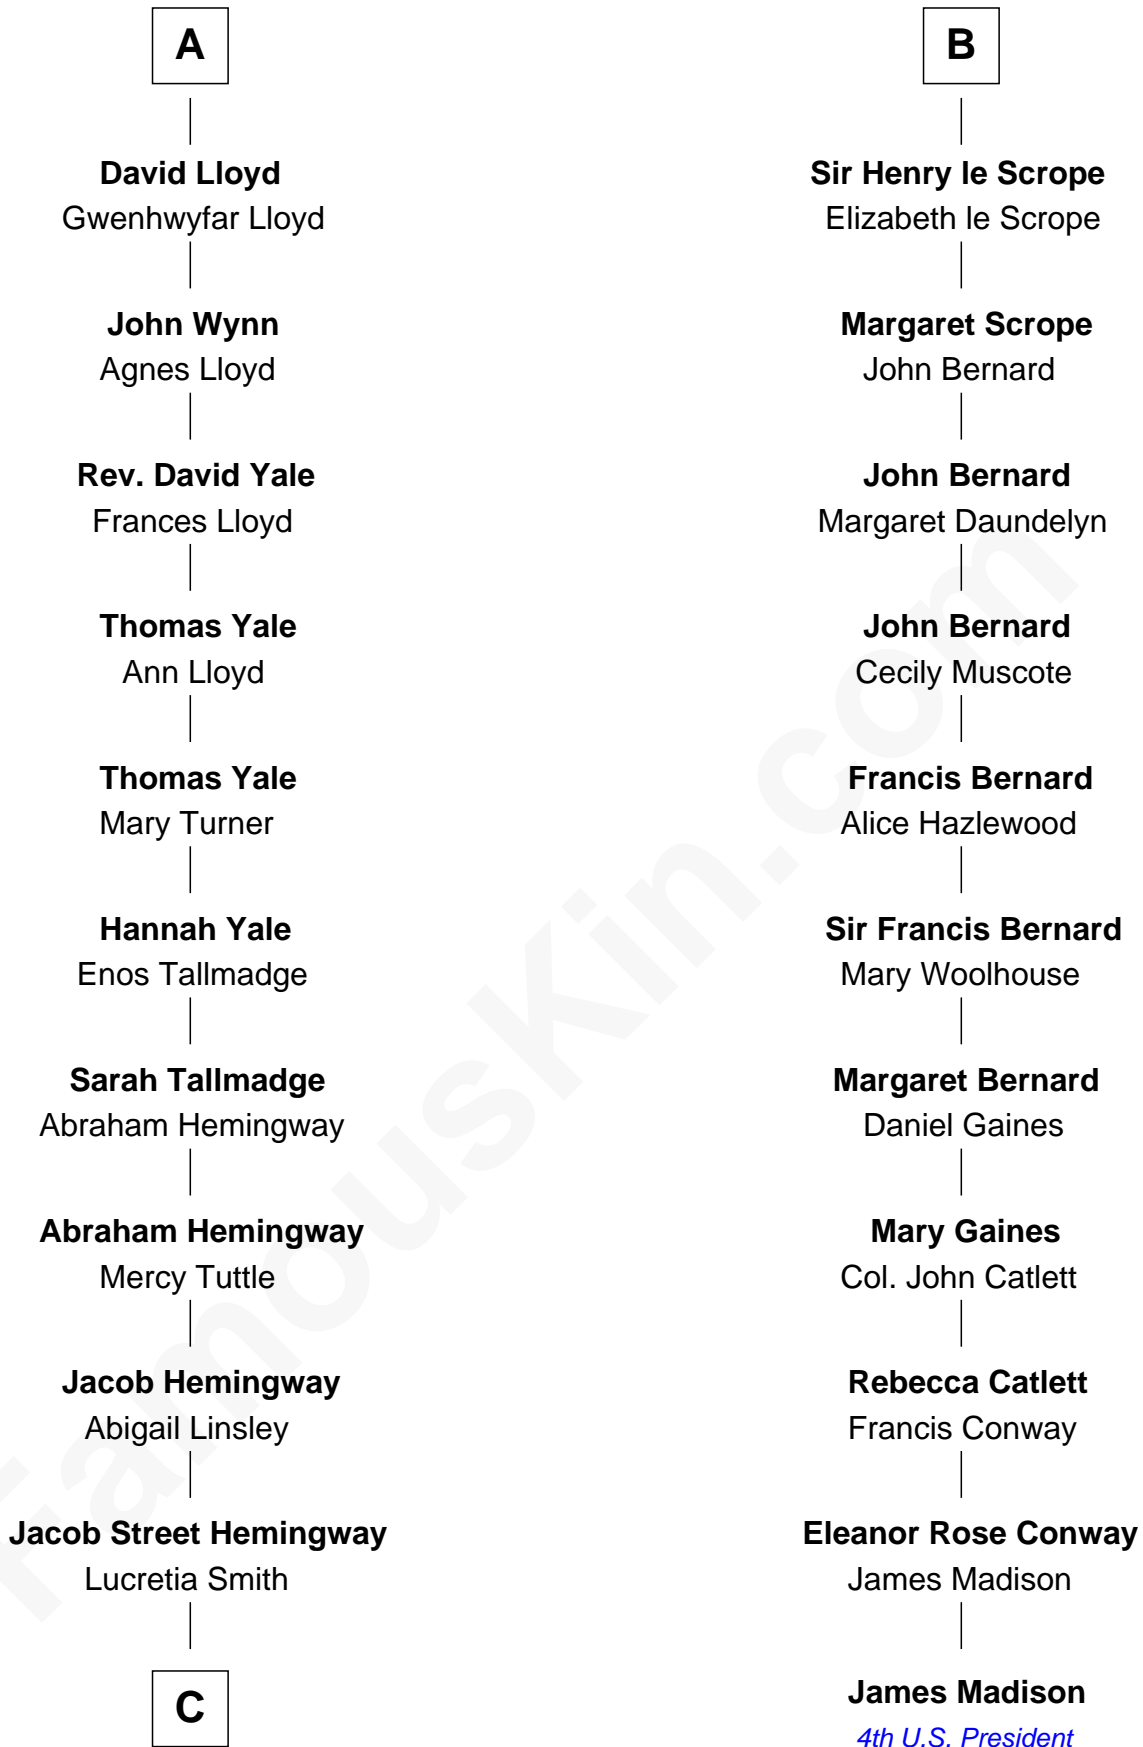 A
David Lloyd
Gwenhwyfar Lloyd
John Wynn
Agnes Lloyd
Rev. David Yale
Frances Lloyd
Thomas Yale
Ann Lloyd
Thomas Yale
Mary Turner
Hannah Yale
Enos Tallmadge
Sarah Tallmadge
Abraham Hemingway
Abraham Hemingway
Mercy Tuttle
Jacob Hemingway
Abigail Linsley
Jacob Street Hemingway
Lucretia Smith
C
B
Sir Henry le Scrope
Elizabeth le Scrope
Margaret Scrope
John Bernard
John Bernard
Margaret Daundelyn
John Bernard
Cecily Muscote
Francis Bernard
Alice Hazlewood
Sir Francis Bernard
Mary Woolhouse
Margaret Bernard
Daniel Gaines
Mary Gaines
Col. John Catlett
Rebecca Catlett
Francis Conway
Eleanor Rose Conway
James Madison
James Madison
4th U.S. President
FamousKin.com